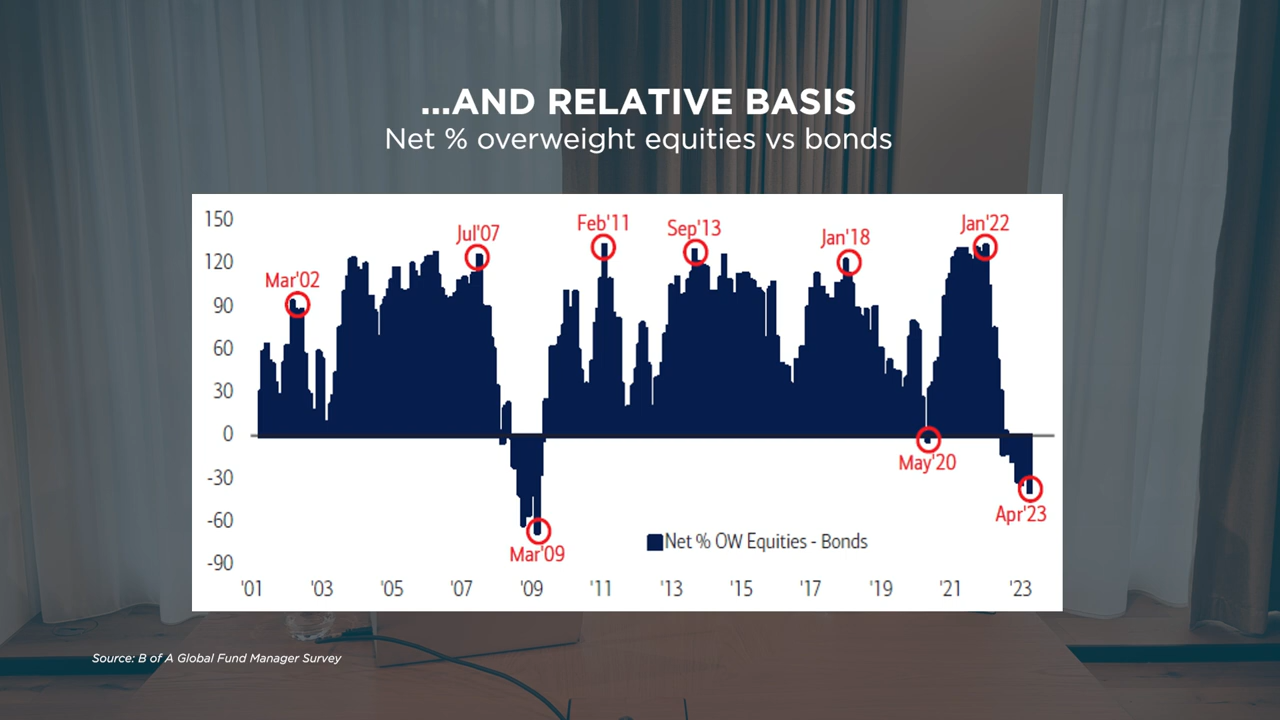 ...AND RELATIVE BASIS
Net % overweight equities vs bonds
150
120
90
60
30
0
-30
-60
-90
Mar'02
Jul'07
Feb'11
Sep'13
Jan'18
Jan'22
May'20
Apr'23
Mar'09
Net % OW Equities - Bonds
'01 '03 '05 '07 '09 '11 '13 '15 '17 '19 '21 '23
Source: B of A Global Fund Manager Survey